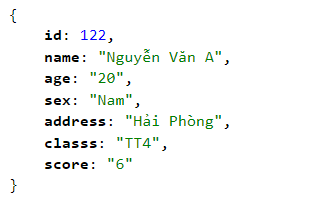 {
    id: 122,
    name: "Nguyễn Văn A",
    age: "20",
    sex: "Nam",
    address: "Hải Phòng",
    classs: "TT4",
    score: "6"
}